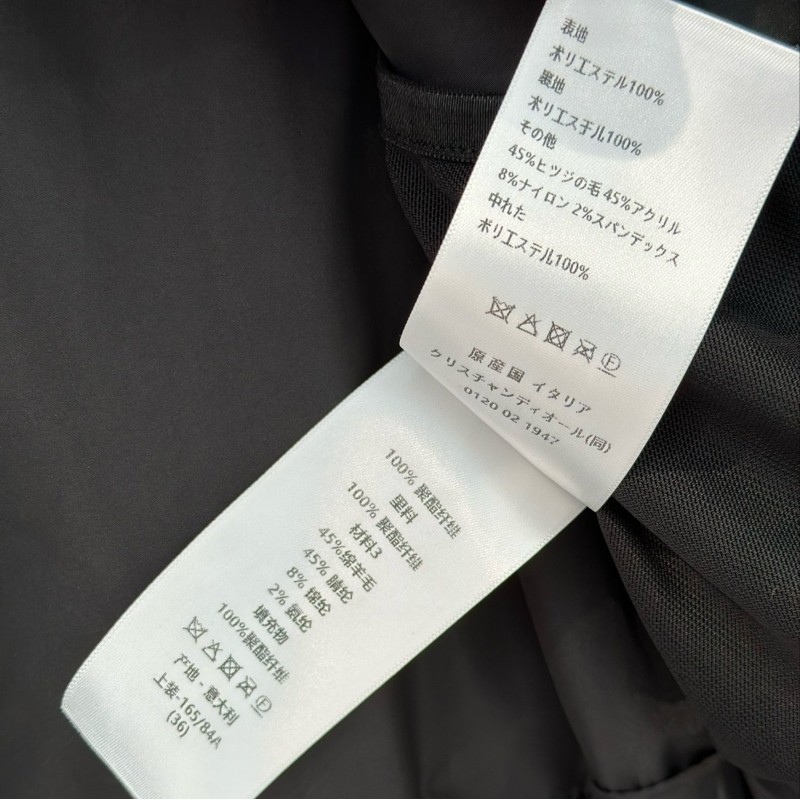 表地
ポリエステル100%
裏地
ポリエスチル100%
その他
45%ヒツジの毛 45%アクリル
8%ナイロン 2%スパンデックス
中れた
ポリエステル100%
F
原産国 イタリア
クリスチャンディオール(同)
0120 02 1947
100% 聚酯纤维
里料
100% 聚酯纤维
材料3
45%绵羊毛
45% 腈纶
8% 锦纶
2% 氨纶
填充物
100%聚酯纤维
F
产地 - 意大利
上装-165/84A
(36)